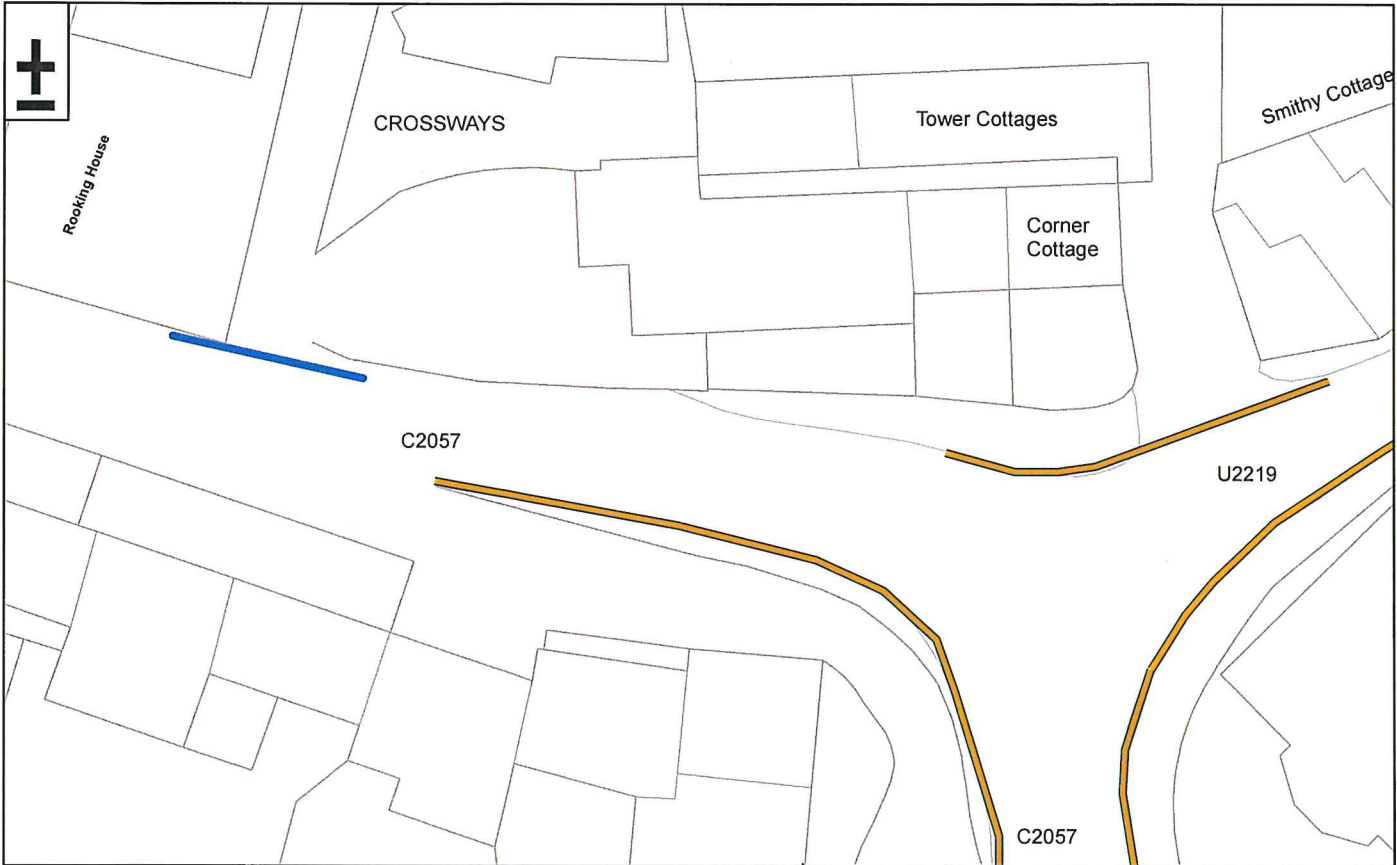 CROSSWAYS
Tower Cottages
Smithy Cottage
Rooking House
Corner
Cottage
C2057
U2219
C2057